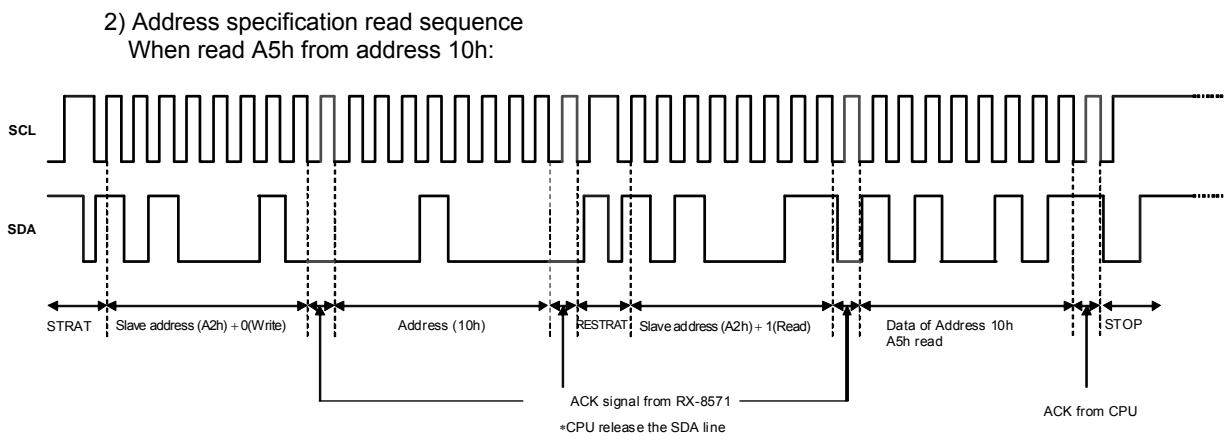 2) Address specification read sequence
When read A5h from address 10h:
SCL
SDA
STRAT
Slave address (A2h) + 0(Write)
Address (10h)
RESTRAT
Slave address (A2h) + 1(Read)
Data of Address 10h
A5h read
STOP
ACK signal from RX-8571
*CPU release the SDA line
ACK from CPU